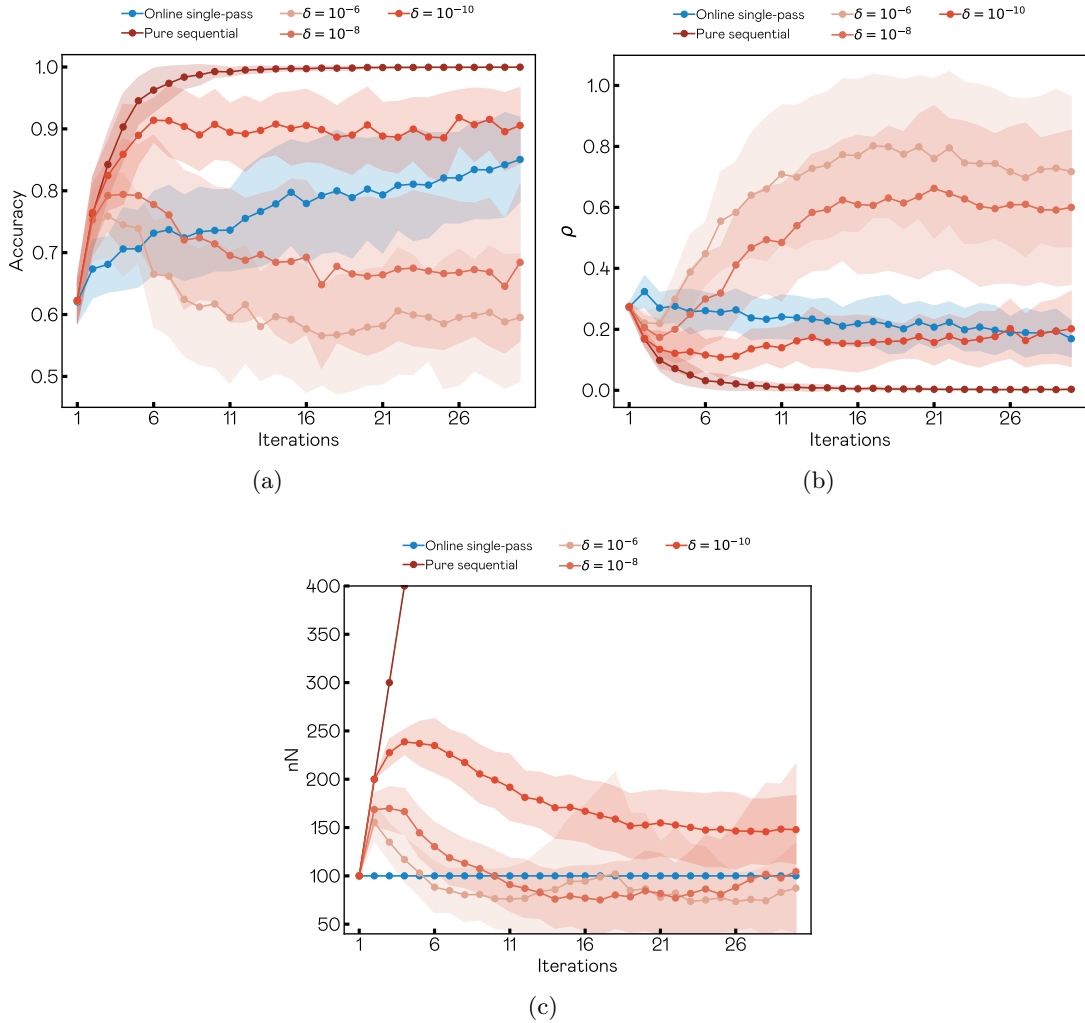 Online single-pass δ = 10⁻⁶ δ = 10⁻¹⁰
Pure sequential δ = 10⁻⁸
1.0
0.9
0.8
0.7
0.6
0.5
Accuracy
1 6 11 16 21 26
Iterations
(a)
Online single-pass δ = 10⁻⁶ δ = 10⁻¹⁰
Pure sequential δ = 10⁻⁸
1.0
0.8
0.6
0.4
0.2
0.0
ρ
1 6 11 16 21 26
Iterations
(b)
Online single-pass δ = 10⁻⁶ δ = 10⁻¹⁰
Pure sequential δ = 10⁻⁸
400
350
300
250
200
150
100
50
nN
1 6 11 16 21 26
Iterations
(c)